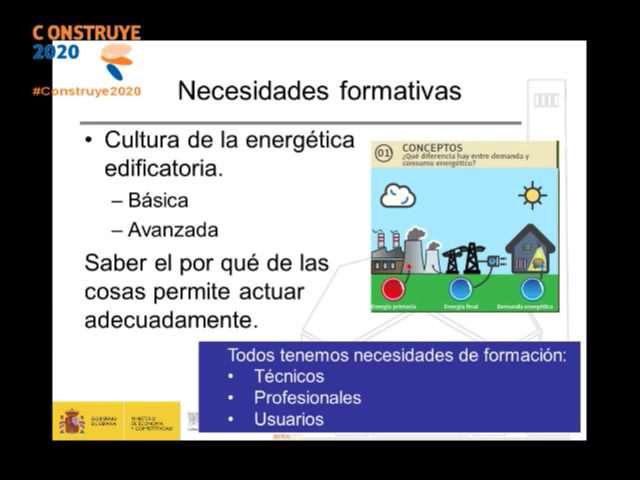 CONSTRUYE
2020
#Construye2020
Necesidades formativas
• Cultura de la energética
edificatoria.
– Básica
– Avanzada
Saber el por qué de las
cosas permite actuar
adecuadamente.
01 CONCEPTOS
¿Qué diferencia hay entre demanda y
consumo energético?
Energía primaria
Energía final
Demanda energética
Todos tenemos necesidades de formación:
• Técnicos
• Profesionales
• Usuarios
GOBIERNO
DE ESPAÑA
MINISTERIO
DE ECONOMÍA
Y COMPETITIVIDAD